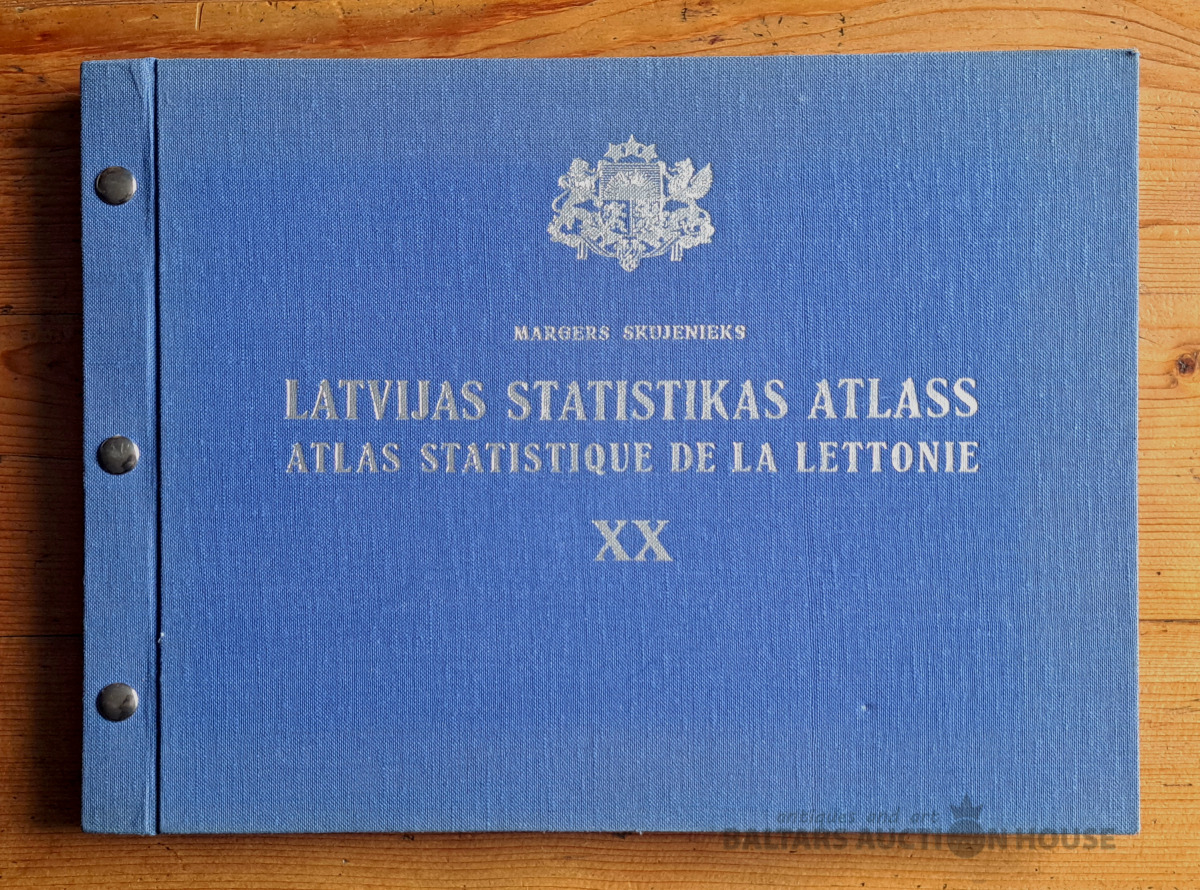 MARGERS SKUJENIEKS
LATVIJAS STATISTIKAS ATLASS
ATLAS STATISTIQUE DE LA LETTONIE
XX
antiques and art
BALTARS AUCTION HOUSE